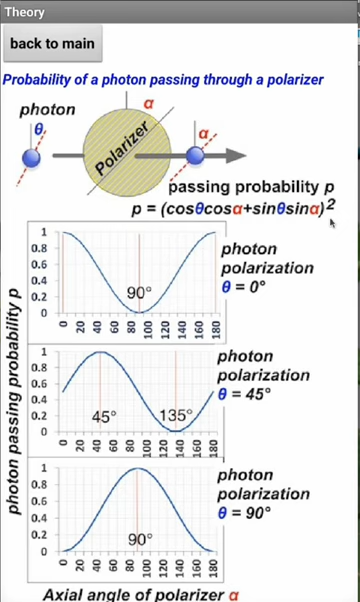 Theory
back to main
Probability of a photon passing through a polarizer
photon
θ
α
Polarizer
α
passing probability p
p = (cosθcosα+sinθsinα)²
photon passing probability p
1
0.8
0.6
0.4
0.2
0
90°
0 20 40 60 80 100 120 140 160 180
photon
polarization
θ = 0°
1
0.8
0.6
0.4
0.2
0
45°
135°
0 20 40 60 80 100 120 140 160 180
photon
polarization
θ = 45°
1
0.8
0.6
0.4
0.2
0
90°
0 20 40 60 80 100 120 140 160 180
photon
polarization
θ = 90°
Axial angle of polarizer α